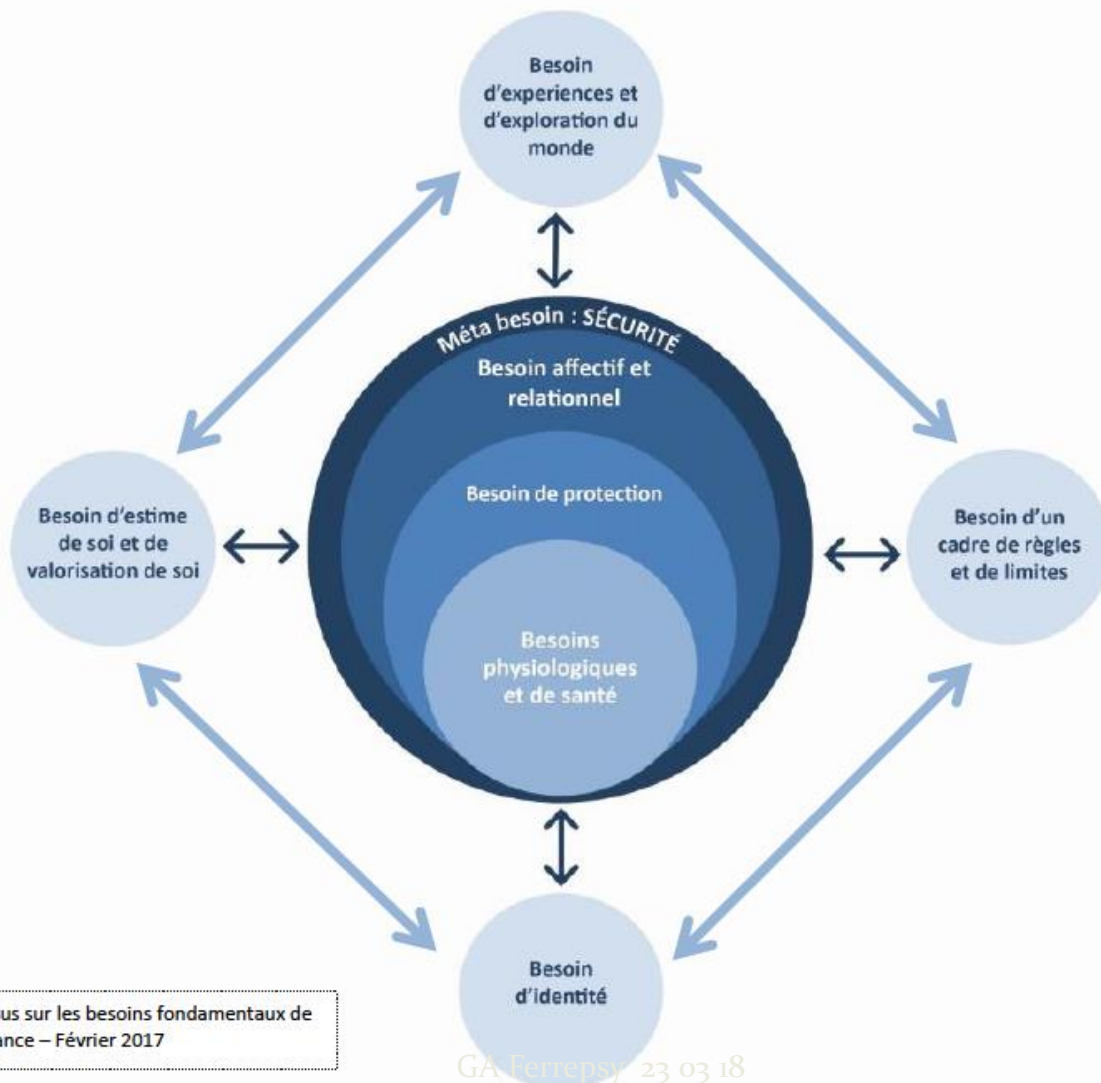 Besoin
d'experiences et
d'exploration du
monde
Méta besoin : SÉCURITÉ
Besoin affectif et
relationnel
Besoin de protection
Besoins
physiologiques
et de santé
Besoin d'estime
de soi et de
valorisation de soi
Besoin d'un
cadre de règles
et de limites
Besoin
d'identité
us sur les besoins fondamentaux de
ance – Février 2017
GA Ferrepsy 23 03 18